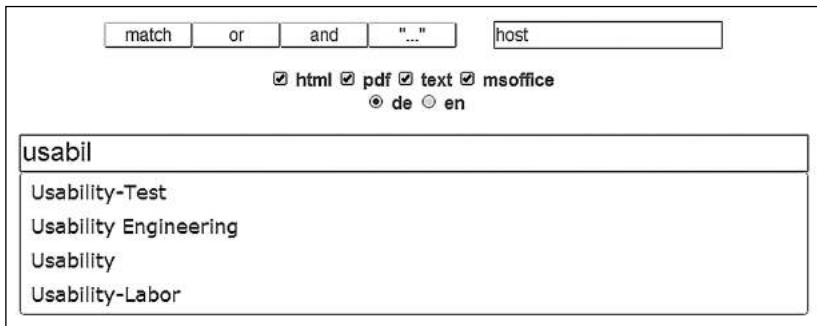 match or and "..." host
html pdf text msoffice
de en
usabil
Usability-Test
Usability Engineering
Usability
Usability-Labor